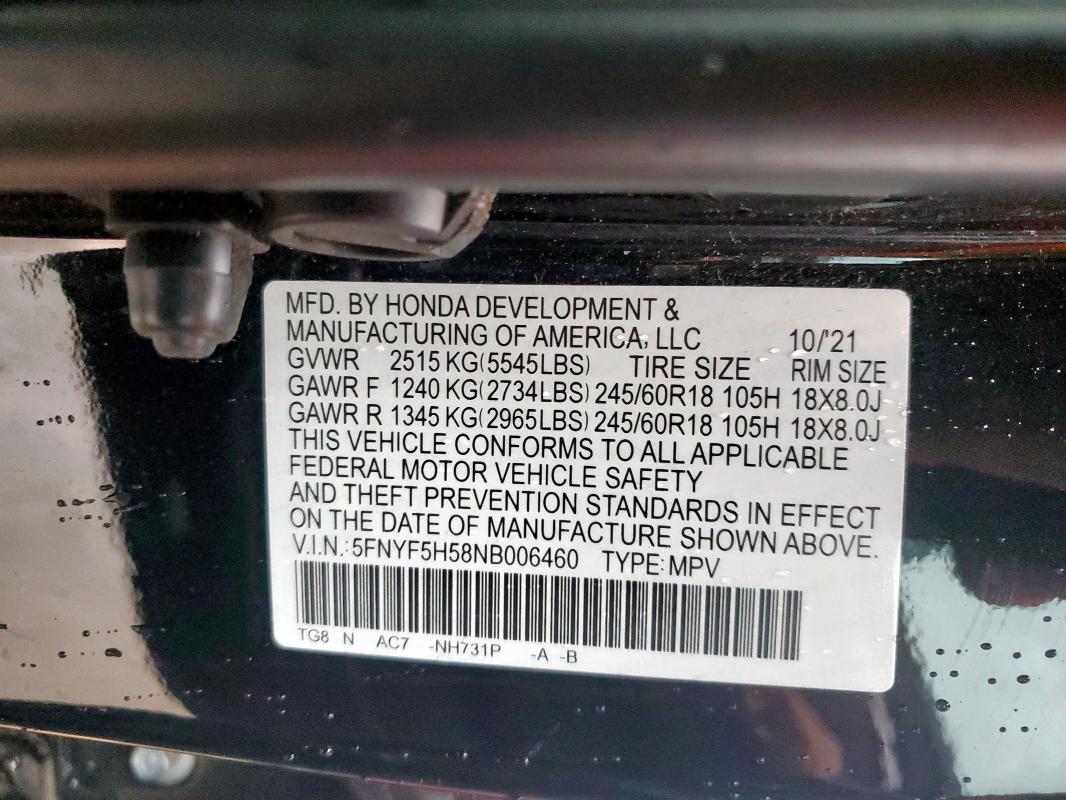 MFD. BY HONDA DEVELOPMENT &
MANUFACTURING OF AMERICA, LLC 10/'21
GVWR 2515 KG(5545LBS) TIRE SIZE RIM SIZE
GAWR F 1240 KG(2734LBS) 245/60R18 105H 18X8.0J
GAWR R 1345 KG(2965LBS) 245/60R18 105H 18X8.0J
THIS VEHICLE CONFORMS TO ALL APPLICABLE
FEDERAL MOTOR VEHICLE SAFETY
AND THEFT PREVENTION STANDARDS IN EFFECT
ON THE DATE OF MANUFACTURE SHOWN ABOVE.
V.I.N.:5FNYF5H58NB006460 TYPE:MPV
TG8 N AC7 -NH731P -A -B